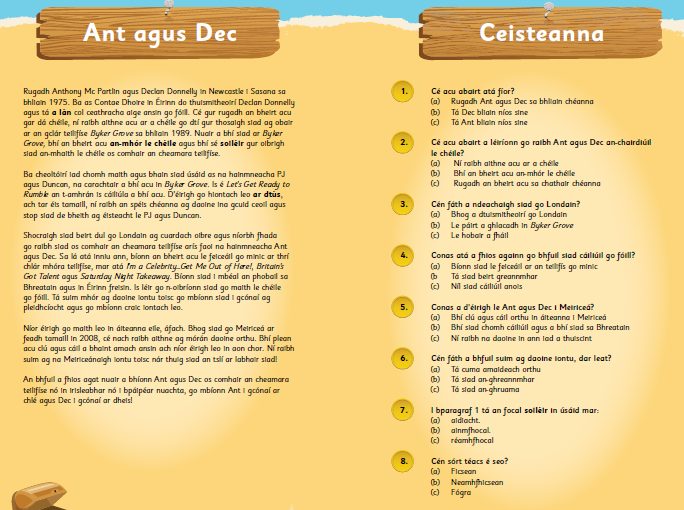 Ant agus Dec
Rugadh Anthony Mc Partlin agus Declan Donnelly in Newcastle i Sasana sa
bhliain 1975. Ba as Contae Dhoire in Éirinn do thuismitheoirí Declan Donnelly
agus tá a lán col ceathracha aige ansin go fóill. Cé gur rugadh an bheirt acu
gar dá chéile, ní raibh aithne acu ar a chéile go dtí gur thosaigh siad ag obair
ar an gclár teilifíse Byker Grove sa bhliain 1989. Nuair a bhí siad ar Byker
Grove, bhí an bheirt acu an-mhór le chéile agus bhí sé soiléir gur oibrigh
siad an-mhaith le chéile os comhair an cheamara teilifíse.
Ba cheoltóirí iad chomh maith agus bhain siad úsáid as na hainmneacha PJ
agus Duncan, na carachtair a bhí acu in Byker Grove. Is é Let's Get Ready to
Rumble an t-amhrán is cáiliúla a bhí acu. D'éirigh go hiontach leo ar dtús,
ach tar éis tamaill, ní raibh an spéis chéanna ag daoine ina gcuid ceoil agus
stop siad de bheith ag éisteacht le PJ agus Duncan.
Shocraigh siad beirt dul go Londain ag cuardach oibre agus níorbh fhada
go raibh siad os comhair an cheamara teilifíse arís faoi na hainmneacha Ant
agus Dec. Sa lá atá inniu ann, bíonn an bheirt acu le feiceáil go minic ar thrí
chlár mhóra teilifíse, mar atá I'm a Celebrity...Get Me Out of Here!, Britain's
Got Talent agus Saturday Night Takeaway. Bíonn siad i mbéal an phobail sa
Bhreatain agus in Éirinn freisin. Is léir go n-oibríonn siad go maith le chéile
go fóill. Tá suim mhór ag daoine iontu toisc go mbíonn siad i gcónaí ag
pleidhcíocht agus go mbíonn craic iontach leo.
Níor éirigh go maith leo in áiteanna eile, áfach. Bhog siad go Meiriceá ar
feadh tamaill in 2008, cé nach raibh aithne ag mórán daoine orthu. Bhí plean
acu clú agus cáil a bhaint amach ansin ach níor éirigh leo in aon chor. Ní raibh
suim ag na Meiriceánaigh iontu toisc nár thuig siad an tslí ar labhair siad!
An bhfuil a fhios agat nuair a bhíonn Ant agus Dec os comhair an cheamara
teilifíse nó in irisleabhar nó i bpáipéar nuachta, go mbíonn Ant i gcónaí ar
chlé agus Dec i gcónaí ar dheis!
Ceisteanna
1. Cé acu abairt atá fíor?
(a) Rugadh Ant agus Dec sa bhliain chéanna
(b) Tá Dec bliain níos sine
(c) Tá Ant bliain níos sine
2. Cé acu abairt a léiríonn go raibh Ant agus Dec an-chairdiúil
le chéile?
(a) Ní raibh aithne acu ar a chéile
(b) Bhí an bheirt acu an-mhór le chéile
(c) Rugadh an bheirt acu sa chathair chéanna
3. Cén fáth a ndeachaigh siad go Londain?
(a) Bhog a dtuismitheoirí go Londain
(b) Le páirt a ghlacadh in Byker Grove
(c) Le hobair a fháil
4. Conas atá a fhios againn go bhfuil siad cáiliúil go fóill?
(a) Bíonn siad le feiceáil ar an teilifís go minic
(b Tá siad beirt greannmhar
(c) Níl siad cáiliúil anois
5. Conas a d'éirigh le Ant agus Dec i Meiriceá?
(a) Bhí clú agus cáil orthu in áiteanna i Meiriceá
(b) Bhí siad chomh cáiliúil agus a bhí siad sa Bhreatain
(c) Ní raibh na daoine in ann iad a thuiscint
6. Cén fáth a bhfuil suim ag daoine iontu, dar leat?
(a) Tá cuma amaideach orthu
(b) Tá siad an-ghreannmhar
(c) Tá siad an-ghruama
7. I bparagraf 1 tá an focal soiléir in úsáid mar:
(a) aidiacht.
(b) ainmfhocal.
(c) réamhfhocal
8. Cén sórt téacs é seo?
(a) Ficsean
(b) Neamhfhicsean
(c) Fógra